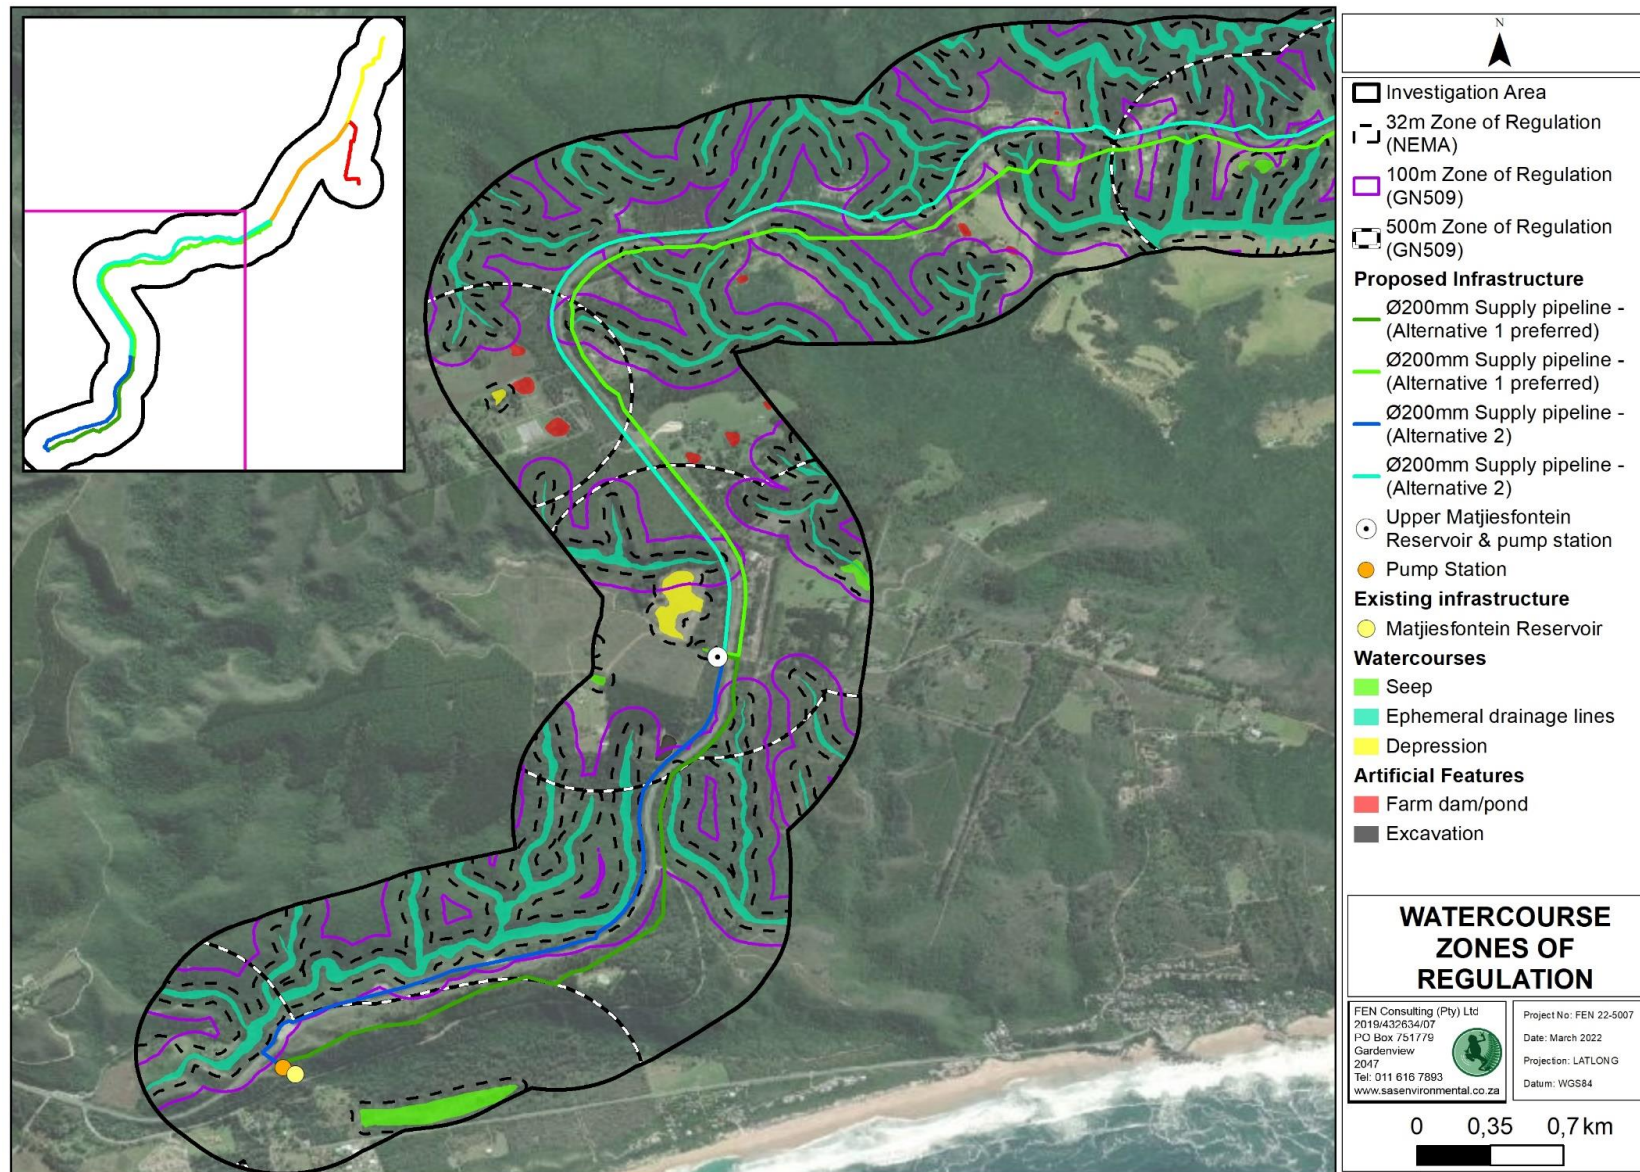 N
Investigation Area
32m Zone of Regulation
(NEMA)
100m Zone of Regulation
(GN509)
500m Zone of Regulation
(GN509)
Proposed Infrastructure
Ø200mm Supply pipeline -
(Alternative 1 preferred)
Ø200mm Supply pipeline -
(Alternative 1 preferred)
Ø200mm Supply pipeline -
(Alternative 2)
Ø200mm Supply pipeline -
(Alternative 2)
Upper Matjiesfontein
Reservoir & pump station
Pump Station
Existing infrastructure
Matjiesfontein Reservoir
Watercourses
Seep
Ephemeral drainage lines
Depression
Artificial Features
Farm dam/pond
Excavation
WATERCOURSE
ZONES OF
REGULATION
FEN Consulting (Pty) Ltd
2019/432634/07
PO Box 751779
Gardenview
2047
Tel: 011 616 7893
www.sasenvironmental.co.za
Project No: FEN 22-5007
Date: March 2022
Projection: LATLONG
Datum: WGS84
0 0,35 0,7 km